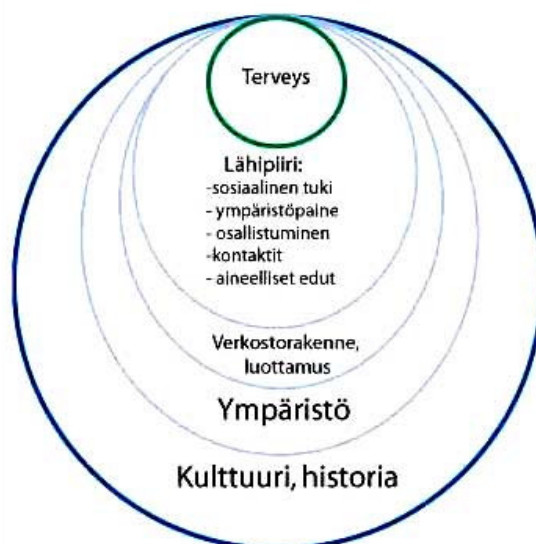 Terveys
Lähipiiri:
-sosiaalinen tuki
- ympäristöpaine
- osallistuminen
-kontaktit
- aineelliset edut
Verkostorakenne,
luottamus
Ympäristö
Kulttuuri, historia